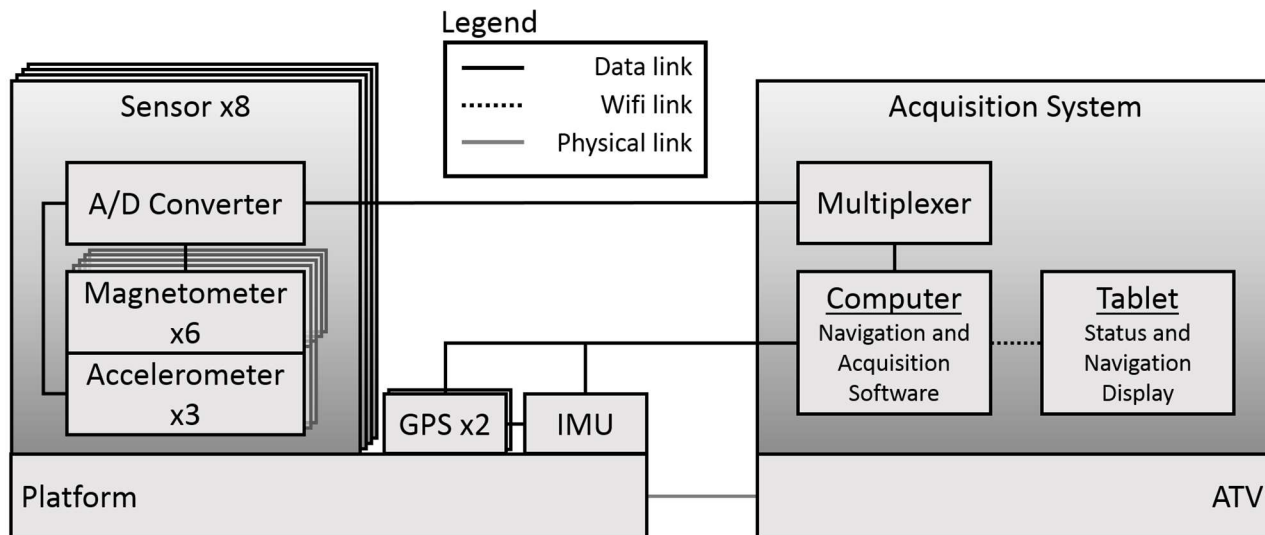 Legend
Data link
Wifi link
Physical link
Sensor x8
A/D Converter
Magnetometer
x6
Accelerometer
x3
GPS x2
IMU
Platform
Acquisition System
Multiplexer
Computer
Navigation and
Acquisition
Software
Tablet
Status and
Navigation
Display
ATV